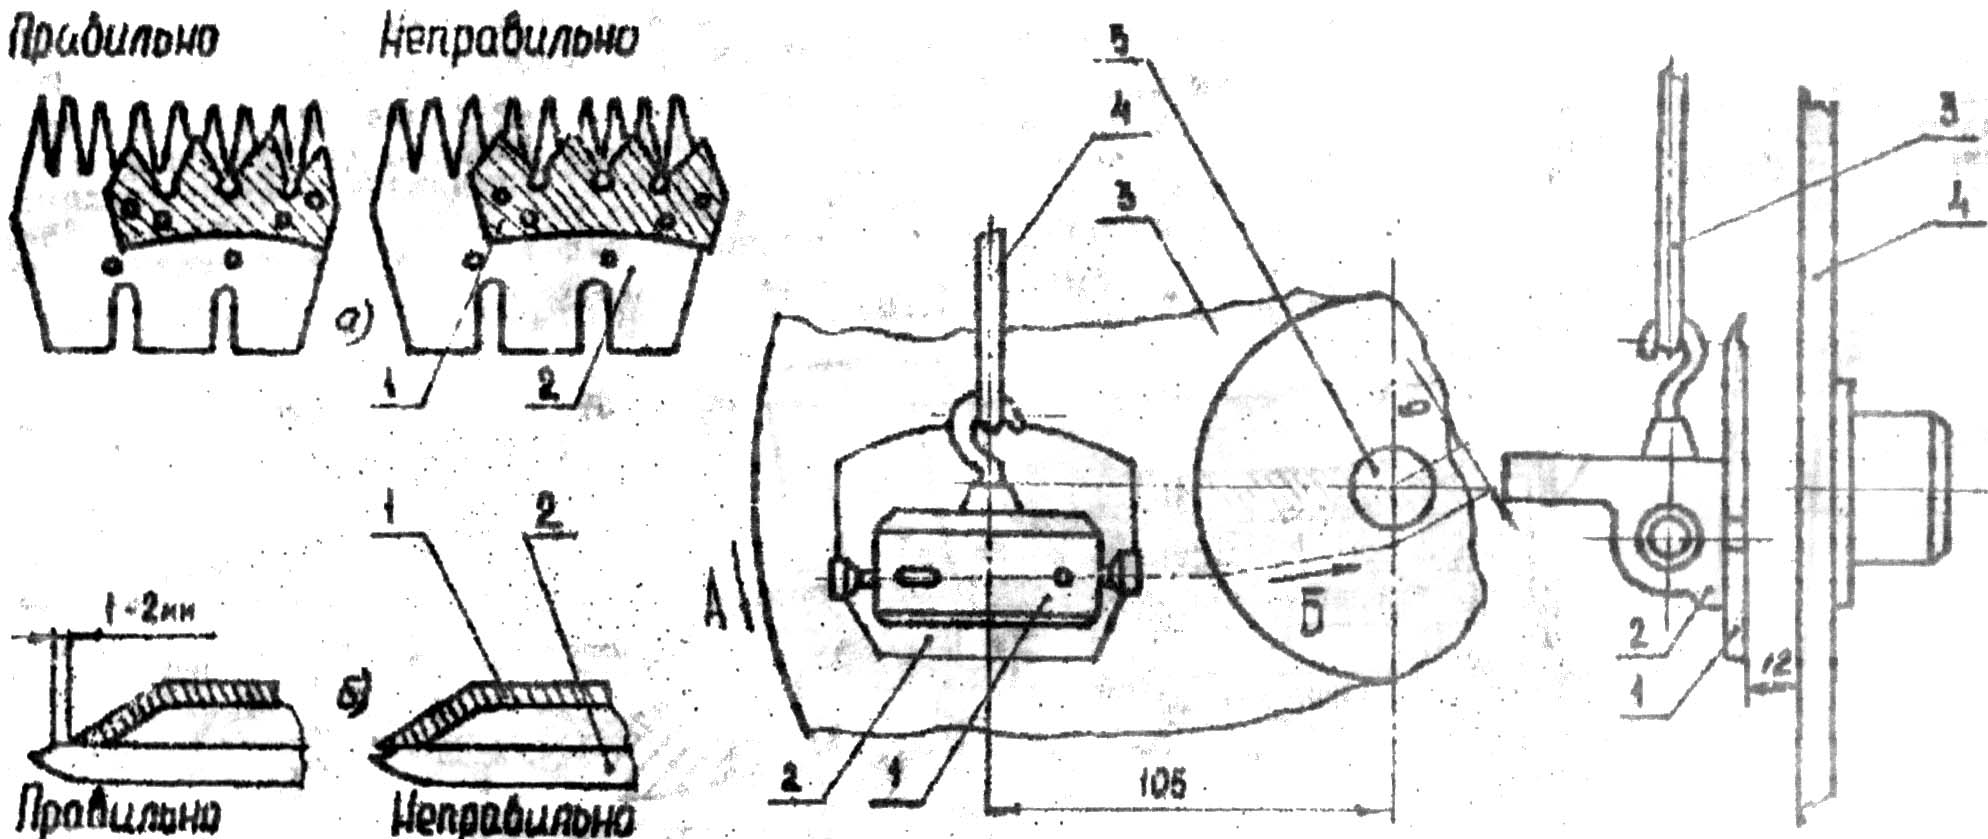 Правильно
Неправильно
а)
1
2
1
2
1-2мм
б)
Правильно
Неправильно
5
4
3
А
б
D
2
1
105
3
4
2
1
12